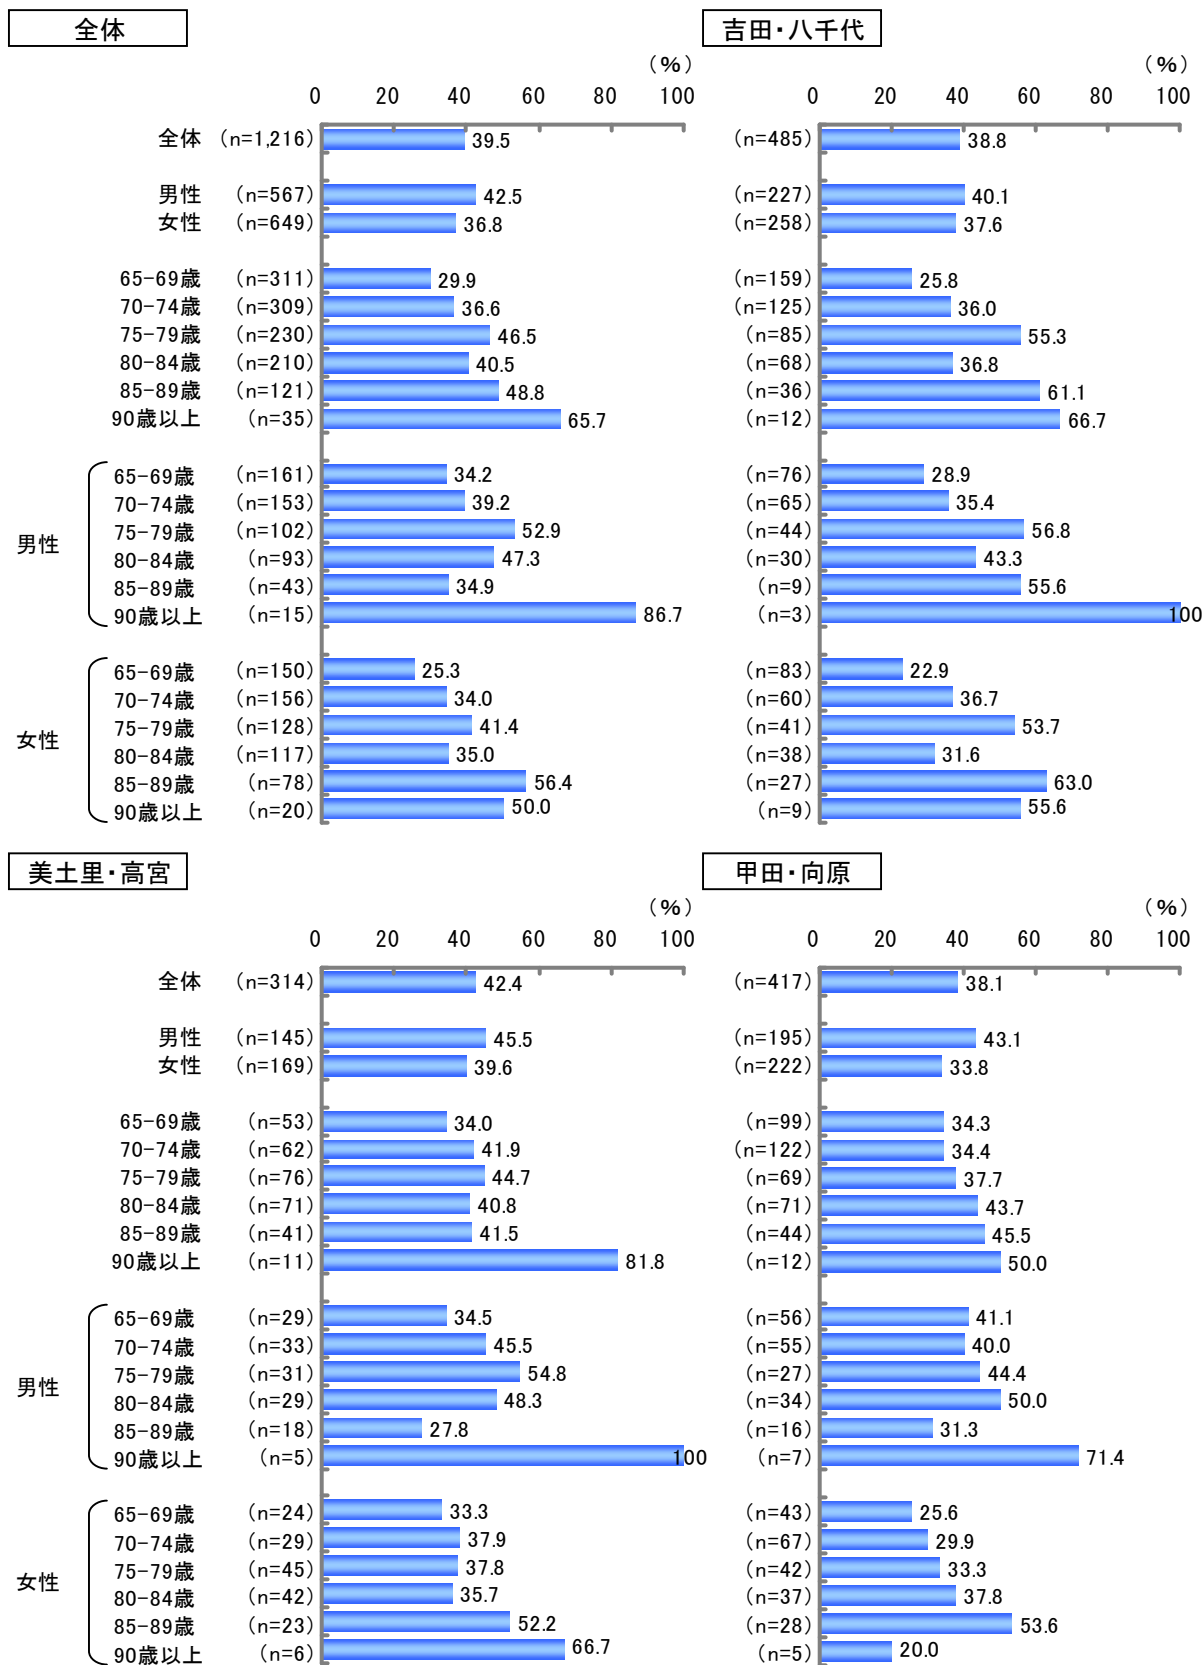 全体
(％)
0 20 40 60 80 100
全体 (n=1,216) 39.5
男性 (n=567) 42.5
女性 (n=649) 36.8
65-69歳 (n=311) 29.9
70-74歳 (n=309) 36.6
75-79歳 (n=230) 46.5
80-84歳 (n=210) 40.5
85-89歳 (n=121) 48.8
90歳以上 (n=35) 65.7
男性
65-69歳 (n=161) 34.2
70-74歳 (n=153) 39.2
75-79歳 (n=102) 52.9
80-84歳 (n=93) 47.3
85-89歳 (n=43) 34.9
90歳以上 (n=15) 86.7
女性
65-69歳 (n=150) 25.3
70-74歳 (n=156) 34.0
75-79歳 (n=128) 41.4
80-84歳 (n=117) 35.0
85-89歳 (n=78) 56.4
90歳以上 (n=20) 50.0
吉田・八千代
(％)
0 20 40 60 80 100
(n=485) 38.8
(n=227) 40.1
(n=258) 37.6
(n=159) 25.8
(n=125) 36.0
(n=85) 55.3
(n=68) 36.8
(n=36) 61.1
(n=12) 66.7
(n=76) 28.9
(n=65) 35.4
(n=44) 56.8
(n=30) 43.3
(n=9) 55.6
(n=3) 100
(n=83) 22.9
(n=60) 36.7
(n=41) 53.7
(n=38) 31.6
(n=27) 63.0
(n=9) 55.6
美土里・高宮
(％)
0 20 40 60 80 100
全体 (n=314) 42.4
男性 (n=145) 45.5
女性 (n=169) 39.6
65-69歳 (n=53) 34.0
70-74歳 (n=62) 41.9
75-79歳 (n=76) 44.7
80-84歳 (n=71) 40.8
85-89歳 (n=41) 41.5
90歳以上 (n=11) 81.8
男性
65-69歳 (n=29) 34.5
70-74歳 (n=33) 45.5
75-79歳 (n=31) 54.8
80-84歳 (n=29) 48.3
85-89歳 (n=18) 27.8
90歳以上 (n=5) 100
女性
65-69歳 (n=24) 33.3
70-74歳 (n=29) 37.9
75-79歳 (n=45) 37.8
80-84歳 (n=42) 35.7
85-89歳 (n=23) 52.2
90歳以上 (n=6) 66.7
甲田・向原
(％)
0 20 40 60 80 100
(n=417) 38.1
(n=195) 43.1
(n=222) 33.8
(n=99) 34.3
(n=122) 34.4
(n=69) 37.7
(n=71) 43.7
(n=44) 45.5
(n=12) 50.0
(n=56) 41.1
(n=55) 40.0
(n=27) 44.4
(n=34) 50.0
(n=16) 31.3
(n=7) 71.4
(n=43) 25.6
(n=67) 29.9
(n=42) 33.3
(n=37) 37.8
(n=28) 53.6
(n=5) 20.0